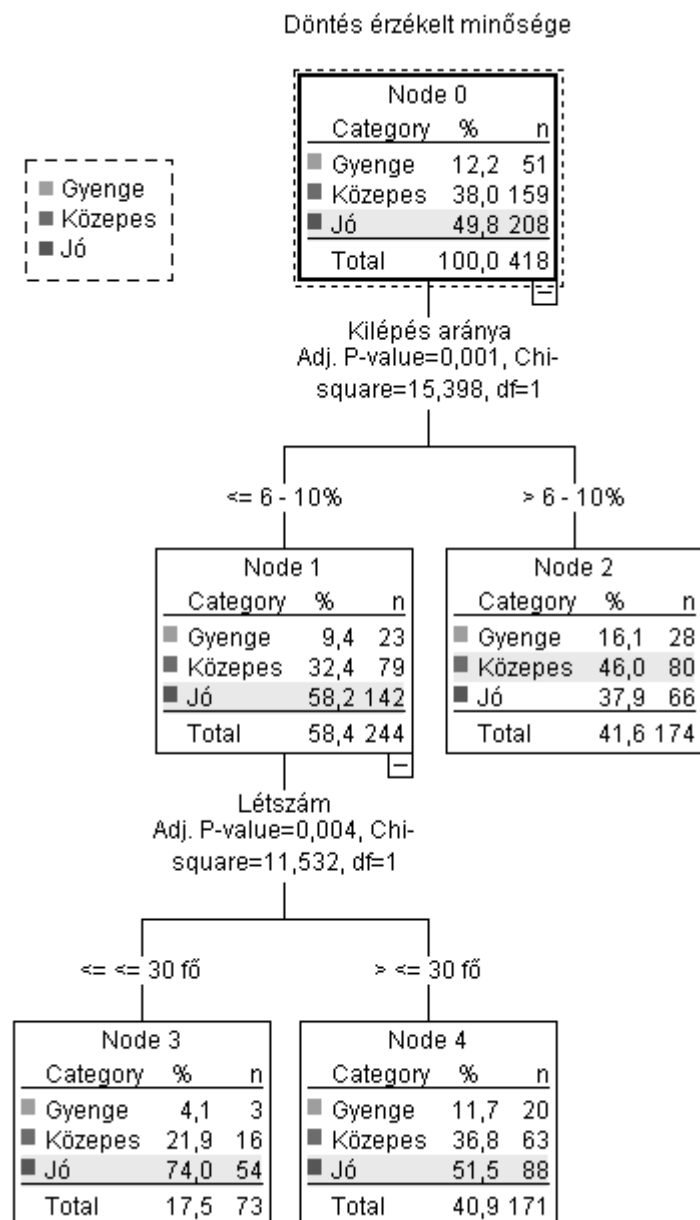 Döntés érzékelt minősége
Node 0
Category % n
Gyenge 12,2 51
Közepes 38,0 159
Jó 49,8 208
Total 100,0 418
Gyenge
Közepes
Jó
Kilépés aránya
Adj. P-value=0,001, Chi-
square=15,398, df=1
<= 6 - 10%
> 6 - 10%
Node 1
Category % n
Gyenge 9,4 23
Közepes 32,4 79
Jó 58,2 142
Total 58,4 244
Node 2
Category % n
Gyenge 16,1 28
Közepes 46,0 80
Jó 37,9 66
Total 41,6 174
Létszám
Adj. P-value=0,004, Chi-
square=11,532, df=1
<= <= 30 fő
> <= 30 fő
Node 3
Category % n
Gyenge 4,1 3
Közepes 21,9 16
Jó 74,0 54
Total 17,5 73
Node 4
Category % n
Gyenge 11,7 20
Közepes 36,8 63
Jó 51,5 88
Total 40,9 171